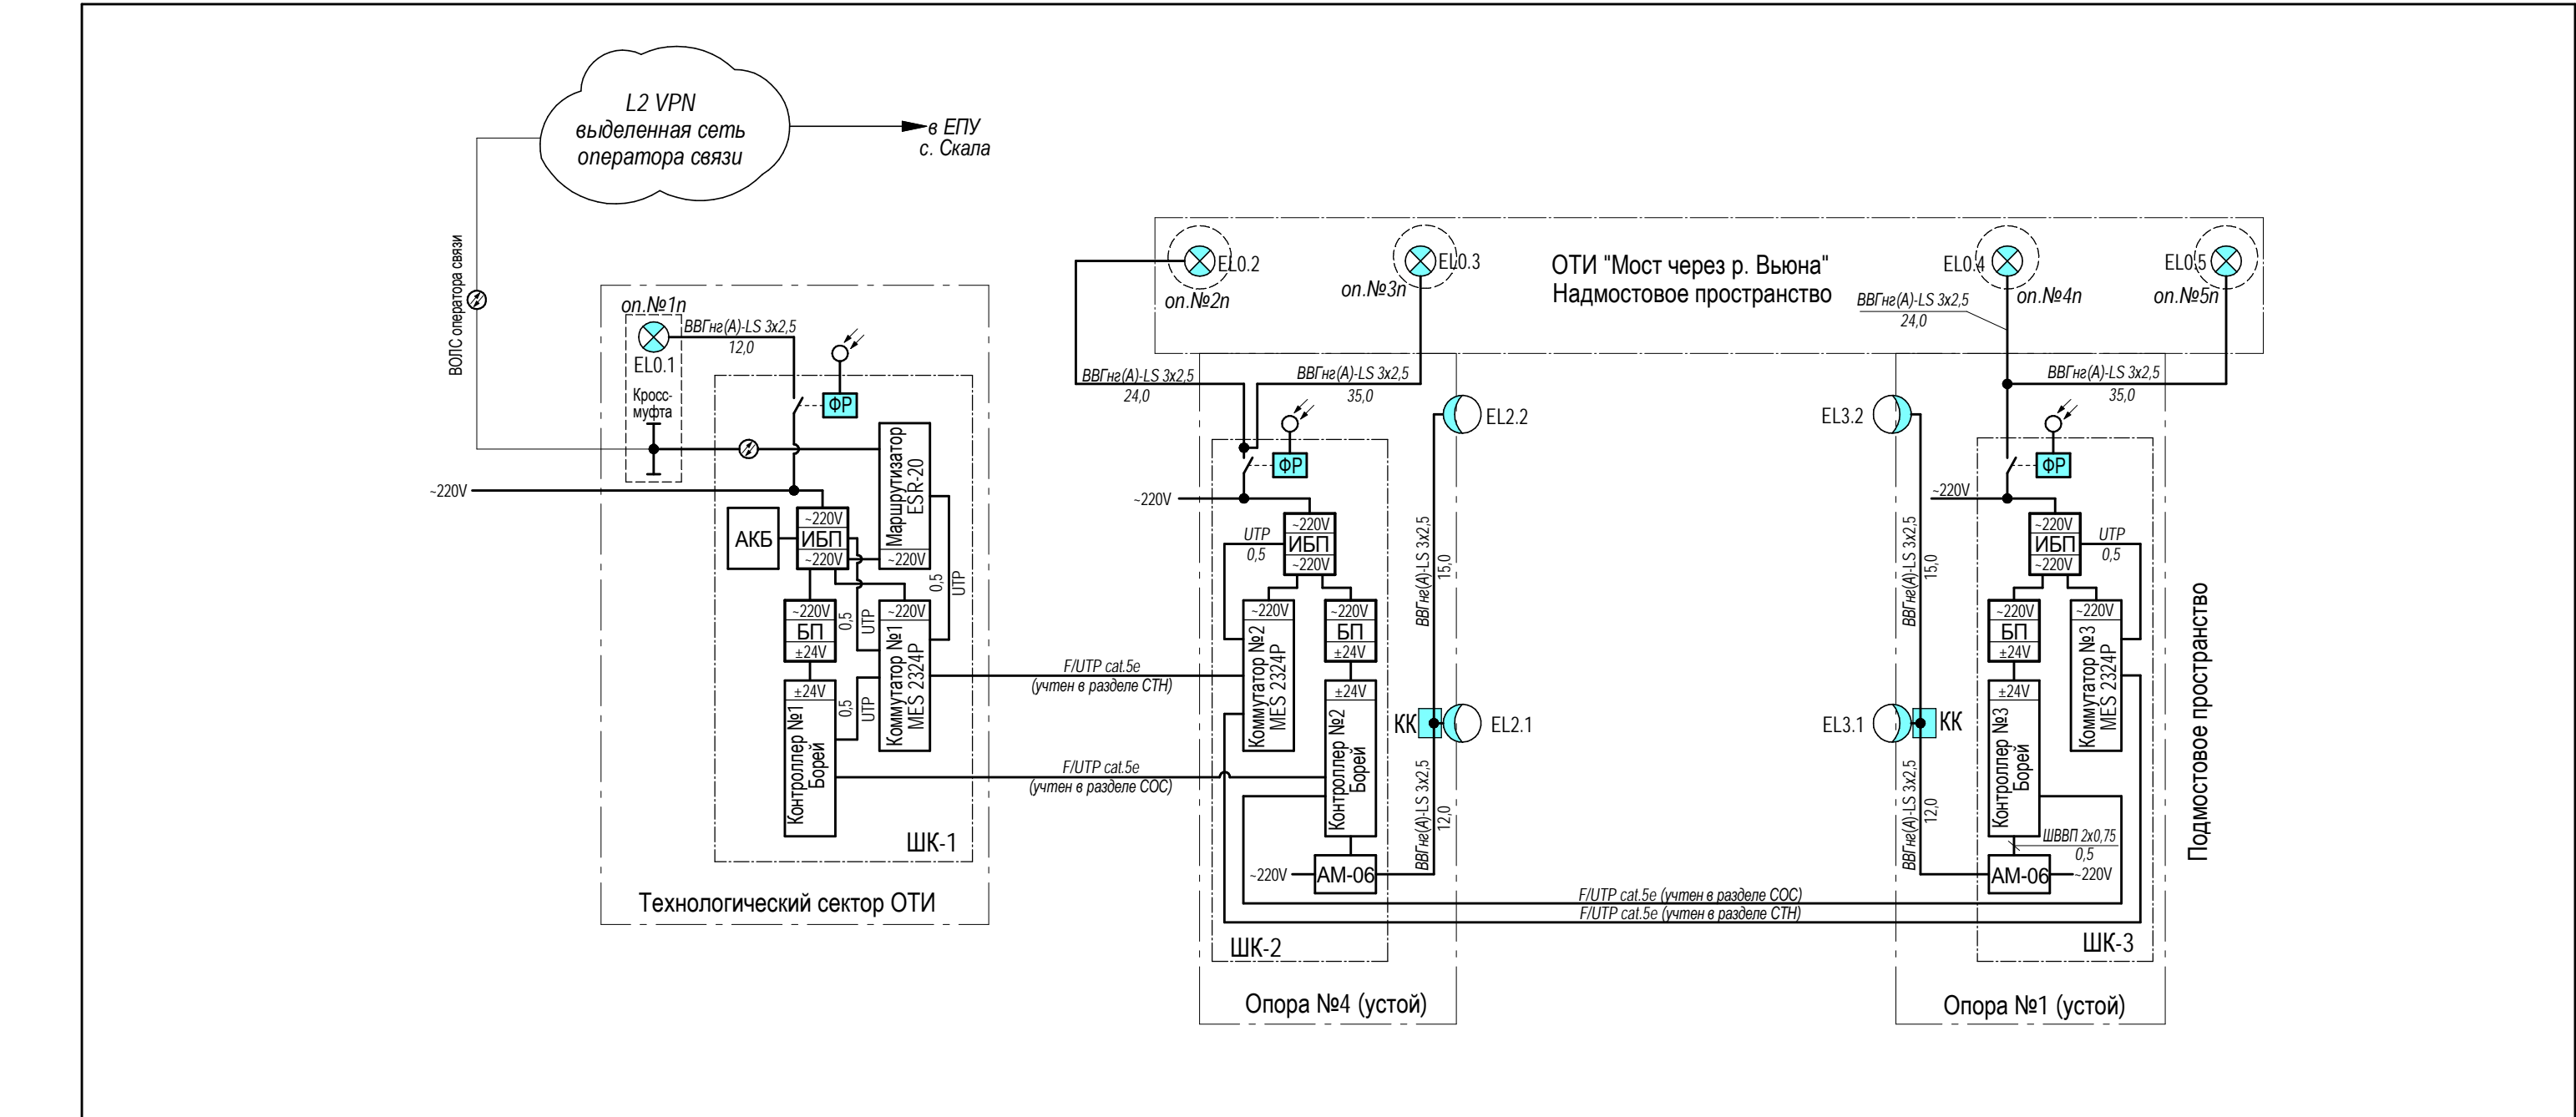 L2 VPN
выделенная сеть
оператора связи
в ЕПУ
с. Скала
ВОЛС оператора связи
оп.№1п
EL0.1
ВВГнг(А)-LS 3x2,5
12,0
Кросс-
муфта
ФР
~220V
АКБ
~220V
ИБП
~220V
Маршрутизатор
ESR-20
~220V
0,5
UTP
~220V
БП
±24V
0,5
UTP
~220V
Коммутатор №1
MES 2324P
±24V
Контроллер №1
Борей
0,5
UTP
ШК-1
Технологический сектор ОТИ
F/UTP cat.5e
(учтен в разделе СТН)
F/UTP cat.5e
(учтен в разделе СОС)
EL0.2
оп.№2п
EL0.3
оп.№3п
ОТИ "Мост через р. Вьюна"
Надмостовое пространство
EL0.4
оп.№4п
EL0.5
оп.№5п
ВВГнг(А)-LS 3x2,5
24,0
ВВГнг(А)-LS 3x2,5
24,0
ВВГнг(А)-LS 3x2,5
35,0
ВВГнг(А)-LS 3x2,5
35,0
ФР
~220V
UTP
0,5
~220V
ИБП
~220V
~220V
Коммутатор №2
MES 2324P
~220V
БП
±24V
±24V
Контроллер №2
Борей
~220V
АМ-06
ШК-2
Опора №4 (устой)
EL2.2
ВВГнг(А)-LS 3x2,5
15,0
КК
EL2.1
ВВГнг(А)-LS 3x2,5
12,0
F/UTP cat.5e (учтен в разделе СОС)
F/UTP cat.5e (учтен в разделе СТН)
EL3.2
ВВГнг(А)-LS 3x2,5
15,0
EL3.1
КК
ВВГнг(А)-LS 3x2,5
12,0
ФР
~220V
~220V
ИБП
~220V
UTP
0,5
~220V
БП
±24V
~220V
Коммутатор №3
MES 2324P
±24V
Контроллер №3
Борей
ШВВП 2x0,75
0,5
АМ-06
~220V
ШК-3
Опора №1 (устой)
Подмостовое пространство